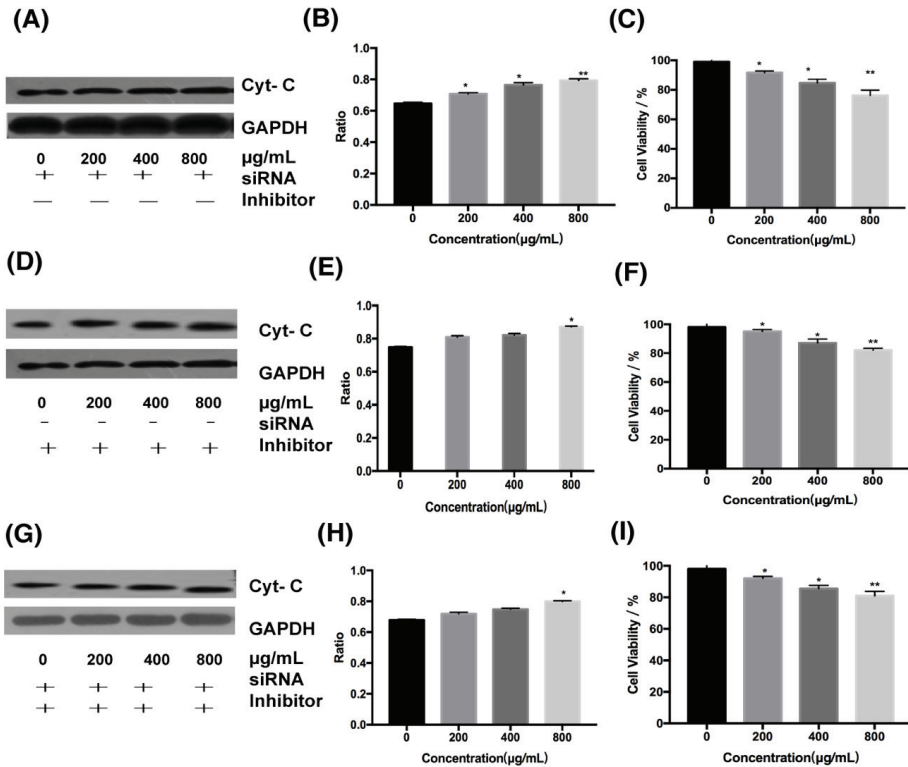 (A)
Cyt- C
GAPDH
0 200 400 800 µg/mL
+ + + + siRNA
— — — — Inhibitor
(B)
1.0
0.8
0.6
0.4
0.2
0.0
Ratio
* * **
0 200 400 800
Concentration(µg/mL)
(C)
100
80
60
40
20
0
Cell Viability / %
* * **
0 200 400 800
Concentration(µg/mL)
(D)
Cyt- C
GAPDH
0 200 400 800 µg/mL
- - - - siRNA
+ + + + Inhibitor
(E)
1.0
0.8
0.6
0.4
0.2
0.0
Ratio
*
0 200 400 800
Concentration(µg/mL)
(F)
100
80
60
40
20
0
Cell Viability / %
* * **
0 200 400 800
Concentration(µg/mL)
(G)
Cyt- C
GAPDH
0 200 400 800 µg/mL
+ + + + siRNA
+ + + + Inhibitor
(H)
1.0
0.8
0.6
0.4
0.2
0.0
Ratio
*
0 200 400 800
Concentration(µg/mL)
(I)
100
80
60
40
20
0
Cell Viability / %
* * **
0 200 400 800
Concentration(µg/mL)